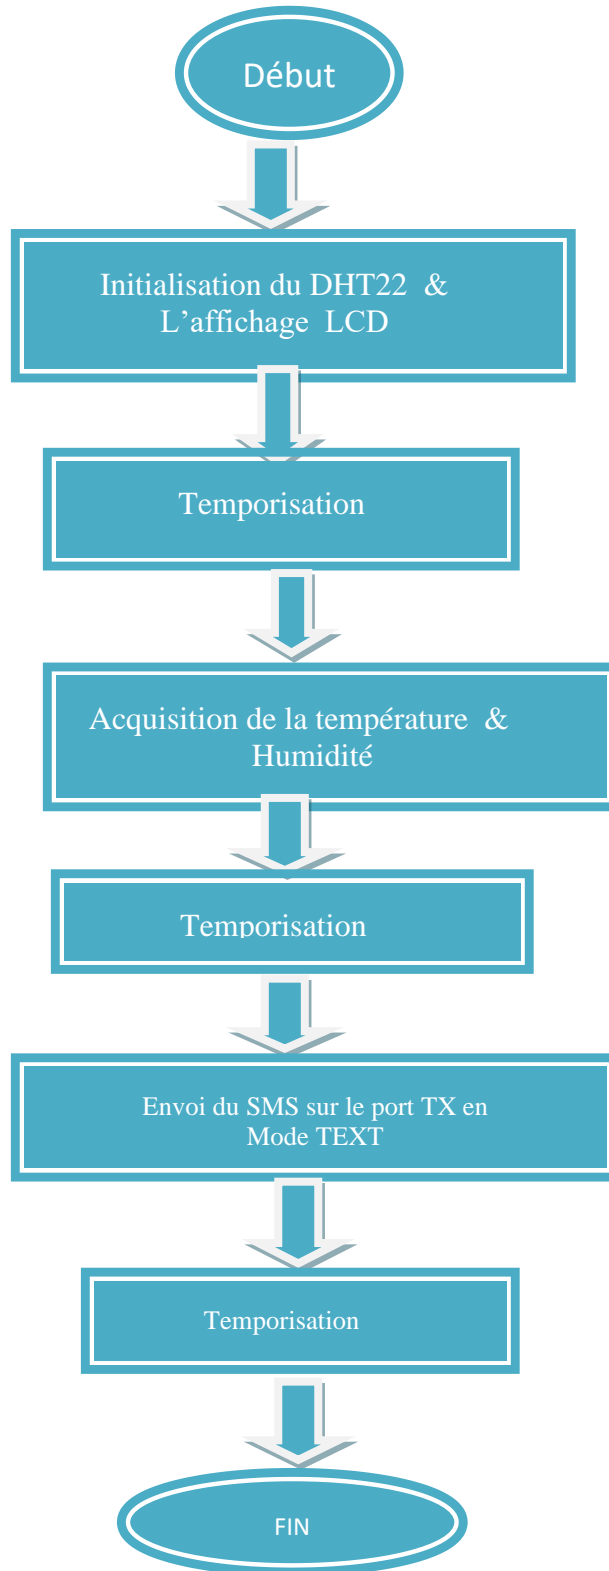 Début
Initialisation du DHT22 &
L'affichage LCD
Temporisation
Acquisition de la température &
Humidité
Temporisation
Envoi du SMS sur le port TX en
Mode TEXT
Temporisation
FIN